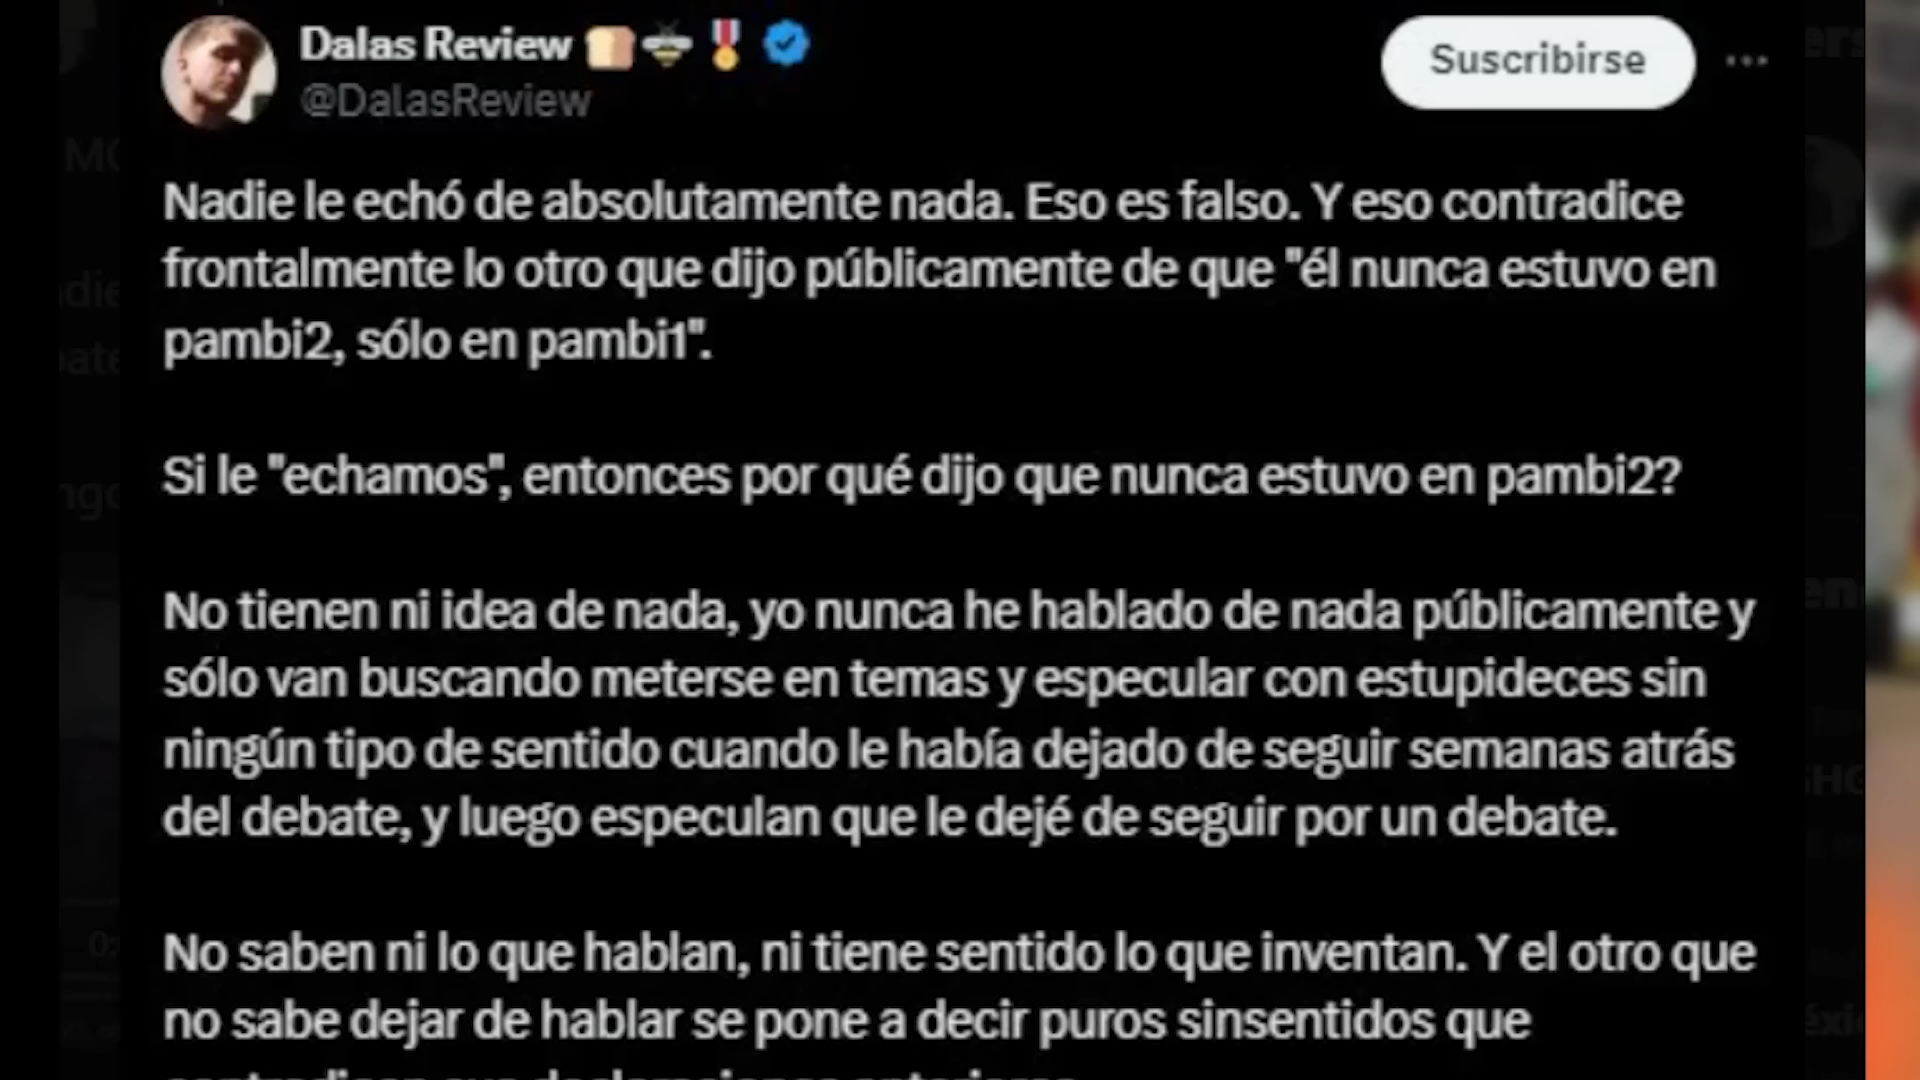 Dalas Review
@DalasReview
Suscribirse
Nadie le echó de absolutamente nada. Eso es falso. Y eso contradice
frontalmente lo otro que dijo públicamente de que "él nunca estuvo en
pambi2, sólo en pambi1".
Si le "echamos", entonces por qué dijo que nunca estuvo en pambi2?
No tienen ni idea de nada, yo nunca he hablado de nada públicamente y
sólo van buscando meterse en temas y especular con estupideces sin
ningún tipo de sentido cuando le había dejado de seguir semanas atrás
del debate, y luego especulan que le dejé de seguir por un debate.
No saben ni lo que hablan, ni tiene sentido lo que inventan. Y el otro que
no sabe dejar de hablar se pone a decir puros sinsentidos que